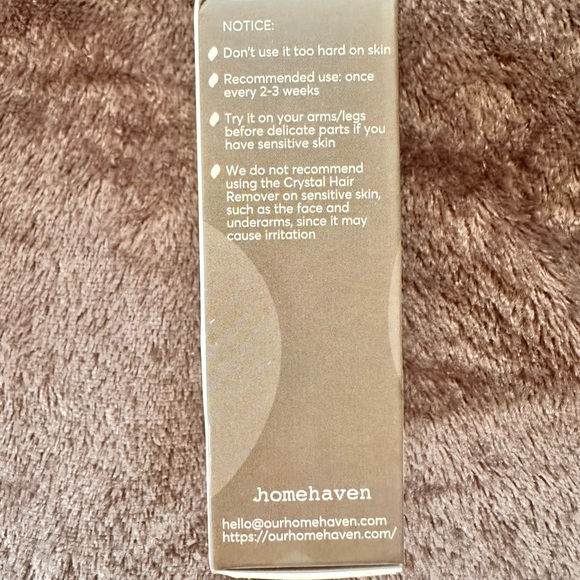 NOTICE:
Don't use it too hard on skin
Recommended use: once
every 2-3 weeks
Try it on your arms/legs
before delicate parts if you
have sensitive skin
We do not recommend
using the Crystal Hair
Remover on sensitive skin,
such as the face and
underarms, since it may
cause irritation
.homehaven
hello@ourhomehaven.com
https://ourhomehaven.com/